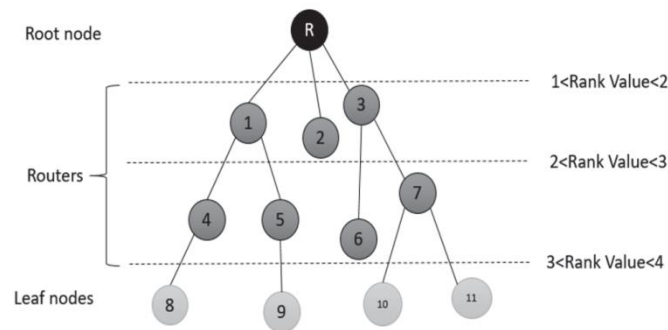 Root node
R
1<Rank Value<2
3
1
2
Routers
2<Rank Value<3
7
4
5
6
3<Rank Value<4
Leaf nodes
8
9
10
11